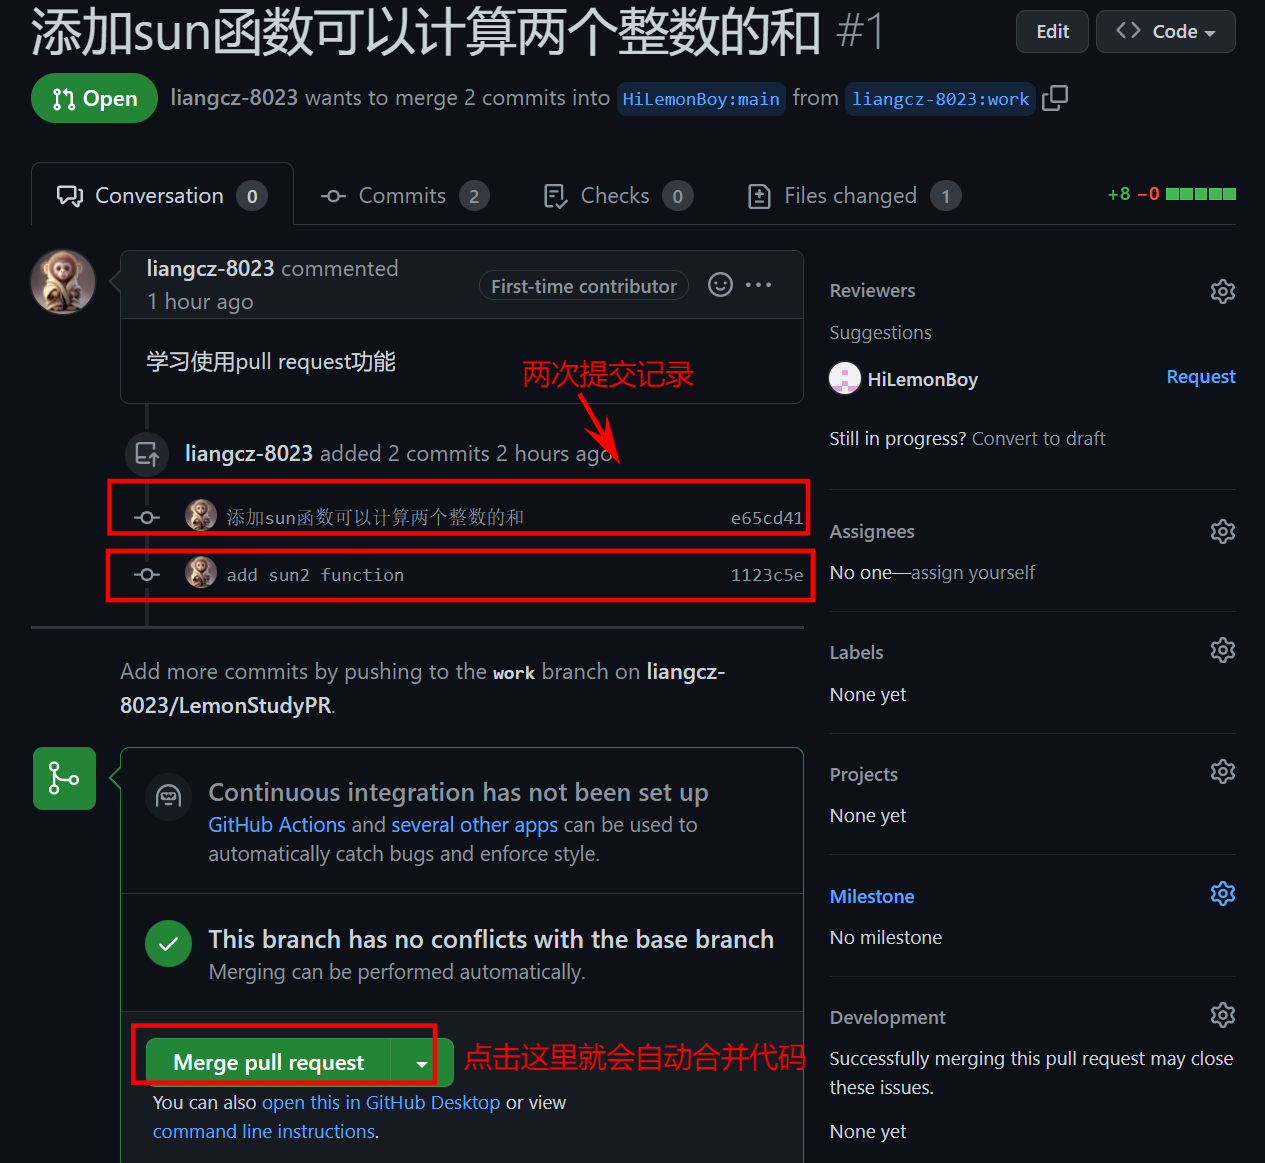 添加sun函数可以计算两个整数的和 #1
Edit
Code
Open
liangcz-8023 wants to merge 2 commits into HiLemonBoy:main from liangcz-8023:work
Conversation 0
Commits 2
Checks 0
Files changed 1
+8 −0
liangcz-8023 commented
1 hour ago
First-time contributor
学习使用pull request功能
两次提交记录
liangcz-8023 added 2 commits 2 hours ago
添加sun函数可以计算两个整数的和 e65cd41
add sun2 function 1123c5e
Add more commits by pushing to the work branch on liangcz-
8023/LemonStudyPR.
Continuous integration has not been set up
GitHub Actions and several other apps can be used to
automatically catch bugs and enforce style.
This branch has no conflicts with the base branch
Merging can be performed automatically.
Merge pull request
点击这里就会自动合并代码
You can also open this in GitHub Desktop or view
command line instructions.
Reviewers
Suggestions
HiLemonBoy Request
Still in progress? Convert to draft
Assignees
No one—assign yourself
Labels
None yet
Projects
None yet
Milestone
No milestone
Development
Successfully merging this pull request may close
these issues.
None yet